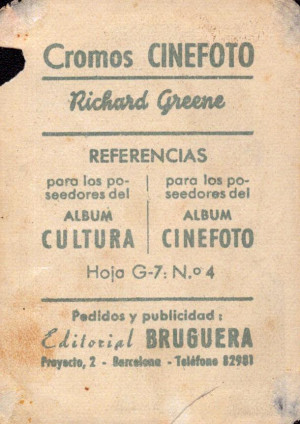 Cromos CINEFOTO
Richard Greene
REFERENCIAS
para los po-
seedores del
ALBUM
CULTURA
para los po-
seedores del
ALBUM
CINEFOTO
Hoja G-7: N.o 4
Pedidos y publicidad:
Editorial BRUGUERA
Proyecto, 2 - Barcelona - Teléfono 82981